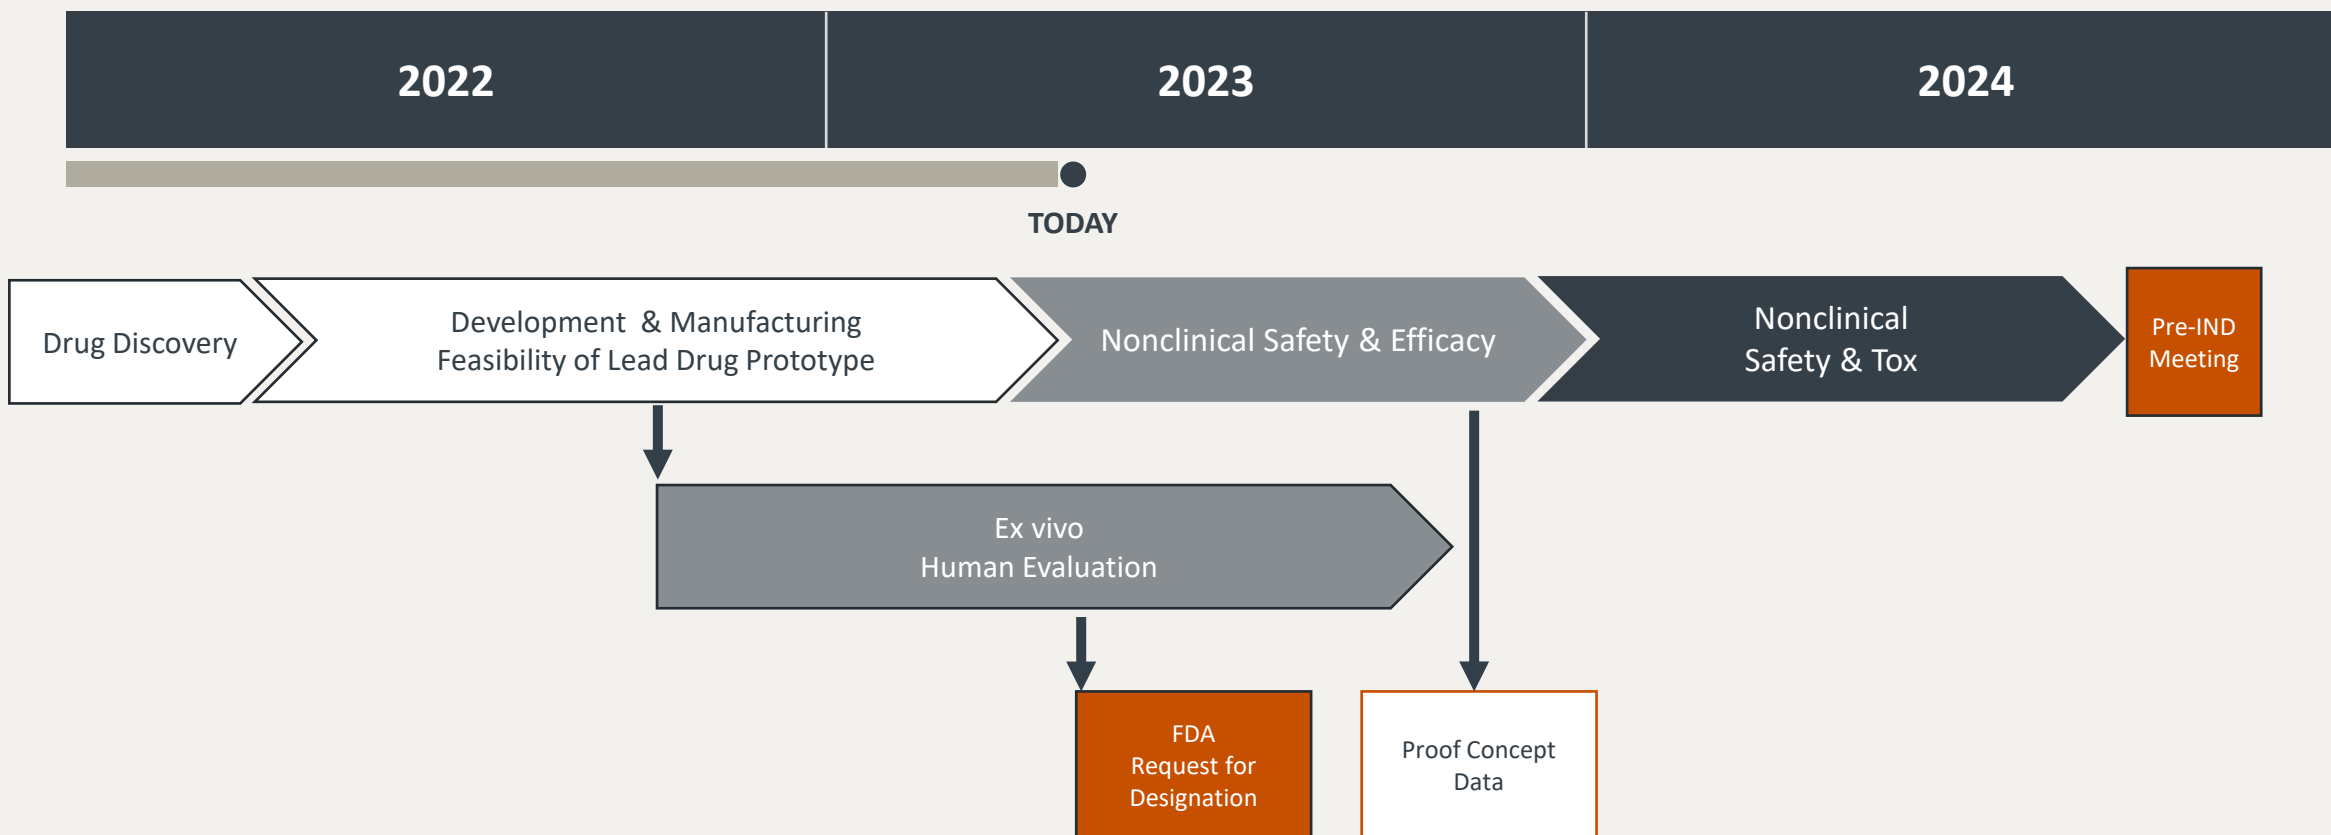 2022
2023
2024
TODAY
Drug Discovery
Development & Manufacturing
Feasibility of Lead Drug Prototype
Nonclinical Safety & Efficacy
Nonclinical
Safety & Tox
Pre-IND
Meeting
Ex vivo
Human Evaluation
FDA
Request for
Designation
Proof Concept
Data